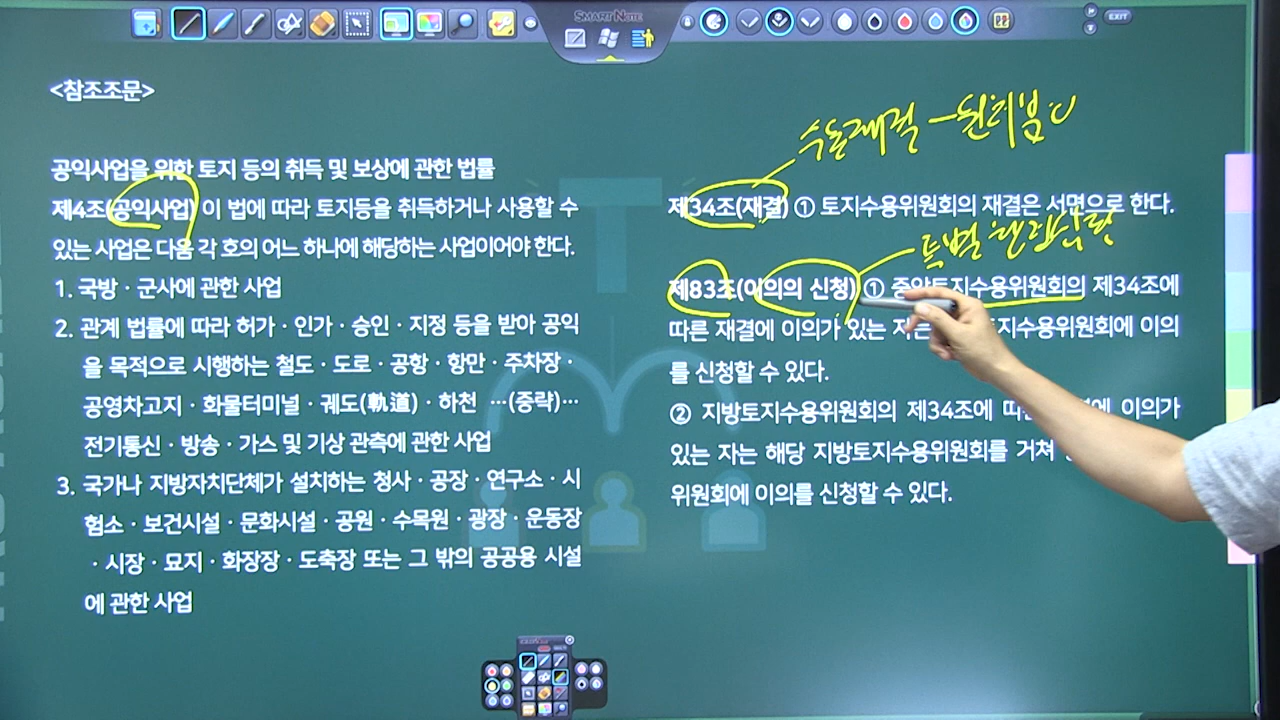 SMART NOTE
EXIT
<참조조문>
공익사업을 위한 토지 등의 취득 및 보상에 관한 법률
제4조(공익사업) 이 법에 따라 토지등을 취득하거나 사용할 수
있는 사업은 다음 각 호의 어느 하나에 해당하는 사업이어야 한다.
1. 국방 · 군사에 관한 사업
2. 관계 법률에 따라 허가 · 인가 · 승인 · 지정 등을 받아 공익
을 목적으로 시행하는 철도 · 도로 · 공항 · 항만 · 주차장 ·
공영차고지 · 화물터미널 · 궤도(軌道) · 하천 …(중략)…
전기통신 · 방송 · 가스 및 기상 관측에 관한 사업
3. 국가나 지방자치단체가 설치하는 청사 · 공장 · 연구소 · 시
험소 · 보건시설 · 문화시설 · 공원 · 수목원 · 광장 · 운동장
· 시장 · 묘지 · 화장장 · 도축장 또는 그 밖의 공공용 시설
에 관한 사업
수용재결
제34조(재결) ① 토지수용위원회의 재결은 서면으로 한다.
특별행정심판
제83조(이의의 신청) ① 중앙토지수용위원회의 제34조에
따른 재결에 이의가 있는 자는 토지수용위원회에 이의
를 신청할 수 있다.
② 지방토지수용위원회의 제34조에 이의가
있는 자는 해당 지방토지수용위원회를 거쳐
위원회에 이의를 신청할 수 있다.